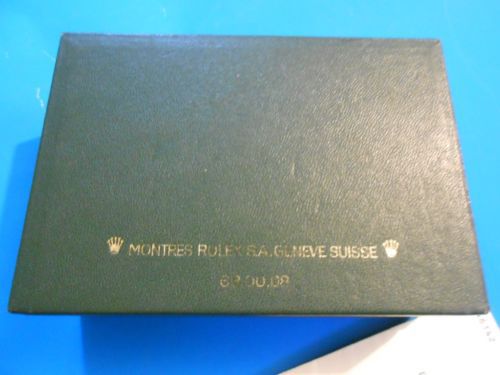 MONTRES ROLEX S.A. GENEVE SUISSE
68.00.08